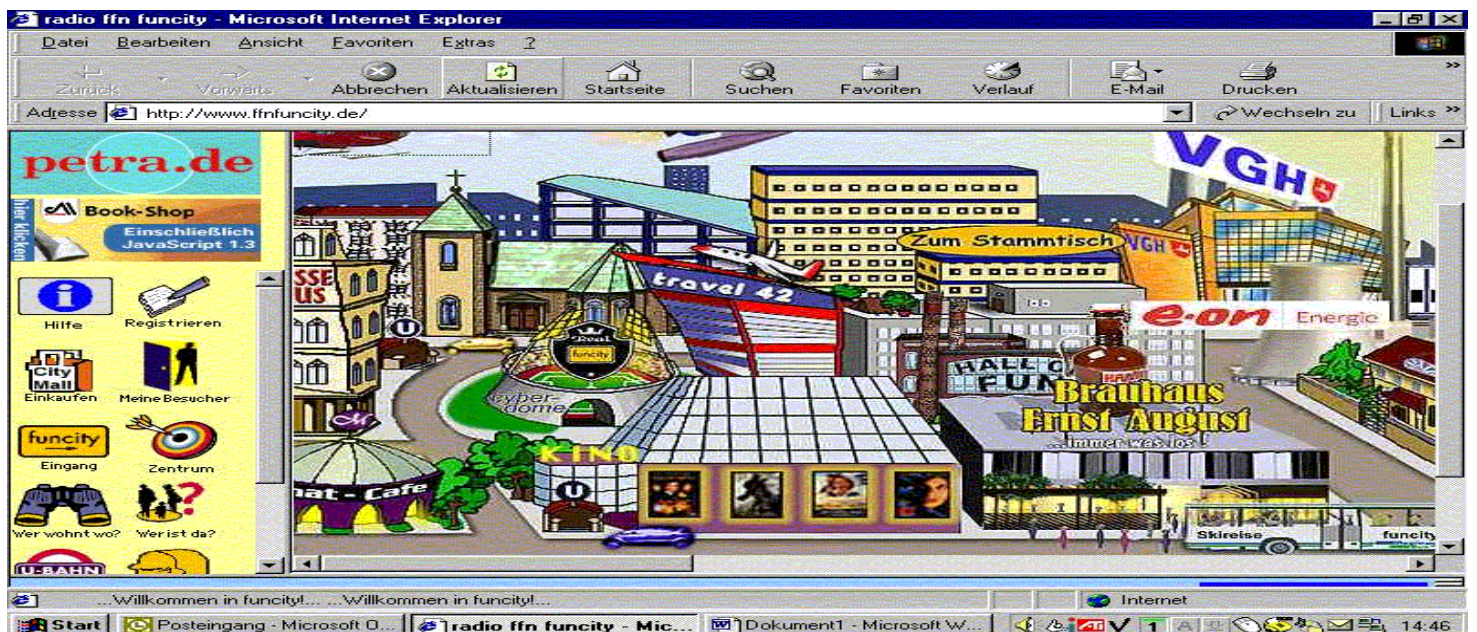 radio ffn funcity - Microsoft Internet Explorer
Datei Bearbeiten Ansicht Favoriten Extras ?
Zurück Vorwärts Abbrechen Aktualisieren Startseite Suchen Favoriten Verlauf E-Mail Drucken »
Adresse http://www.ffnfuncity.de/ Wechseln zu Links »
petra.de
hier klicken
Book-Shop
Einschließlich
JavaScript 1.3
Hilfe Registrieren
City
Mall
Einkaufen Meine Besucher
funcity
Eingang Zentrum
Wer wohnt wo? Wer ist da?
U-BAHN
VGH
Zum Stammtisch
VGH
SSE
US
travel 42
e·on Energie
U
Real
funcity
HALL O
FUN
cyber-
dome
Brauhaus
Ernst August
...immer was los!
KINO
M
U
hat-Cafe
Skireise
funcity
...Willkommen in funcity!... ...Willkommen in funcity!... Internet
Start Posteingang - Microsoft O... radio ffn funcity - Mic... Dokument1 - Microsoft W... 14:46